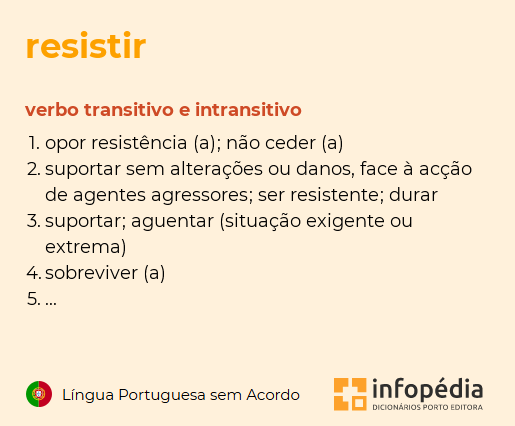 resistir
verbo transitivo e intransitivo
1. opor resistência (a); não ceder (a)
2. suportar sem alterações ou danos, face à acção
de agentes agressores; ser resistente; durar
3. suportar; aguentar (situação exigente ou
extrema)
4. sobreviver (a)
5. ...
Língua Portuguesa sem Acordo
infopédia
DICIONÁRIOS PORTO EDITORA